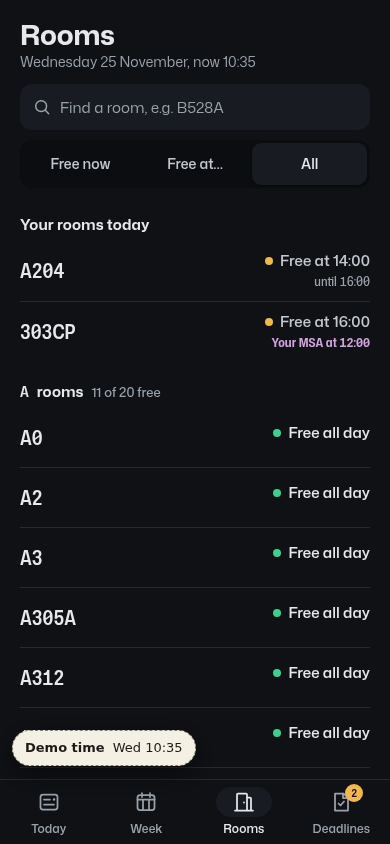 Rooms
Wednesday 25 November, now 10:35
Find a room, e.g. B528A
Free now
Free at...
All
Your rooms today
A204
Free at 14:00
until 16:00
303CP
Free at 16:00
Your MSA at 12:00
A rooms 11 of 20 free
A0
Free all day
A2
Free all day
A3
Free all day
A305A
Free all day
A312
Free all day
Free all day
Demo time Wed 10:35
2
Today
Week
Rooms
Deadlines